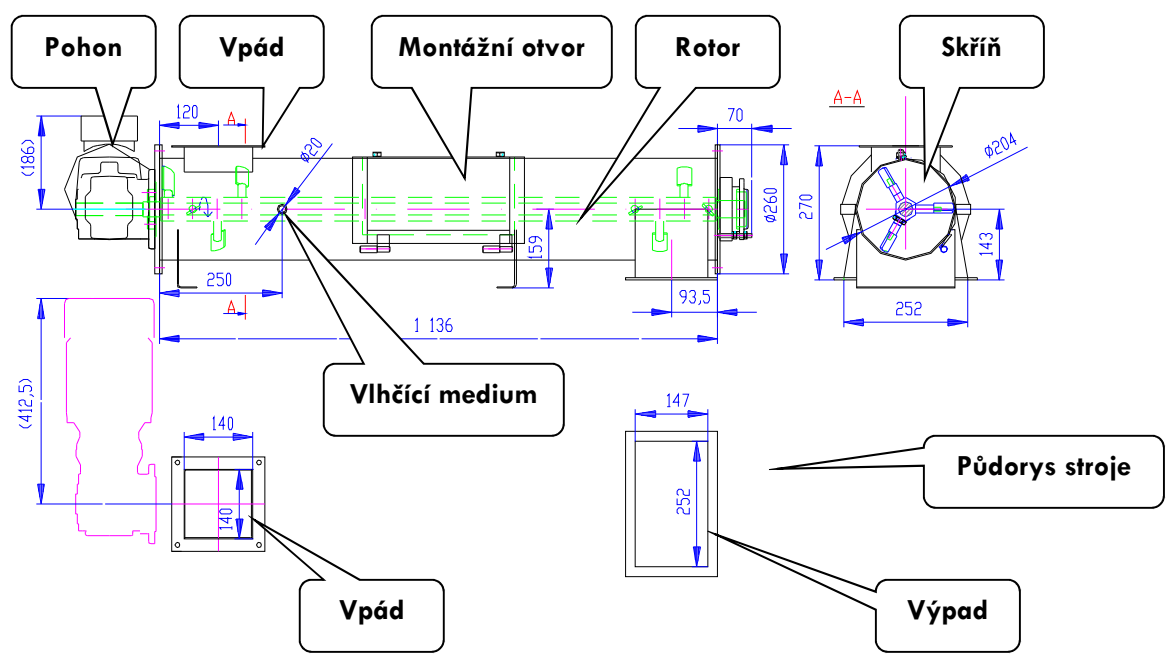 Pohon
Vpád
Montážní otvor
Rotor
Skříň
A-A
120
A
70
(186)
Ø20
Ø204
Ø260
270
159
143
250
A
93,5
252
1 136
(412,5)
Vlhčící medium
147
140
Půdorys stroje
252
140
Vpád
Výpad